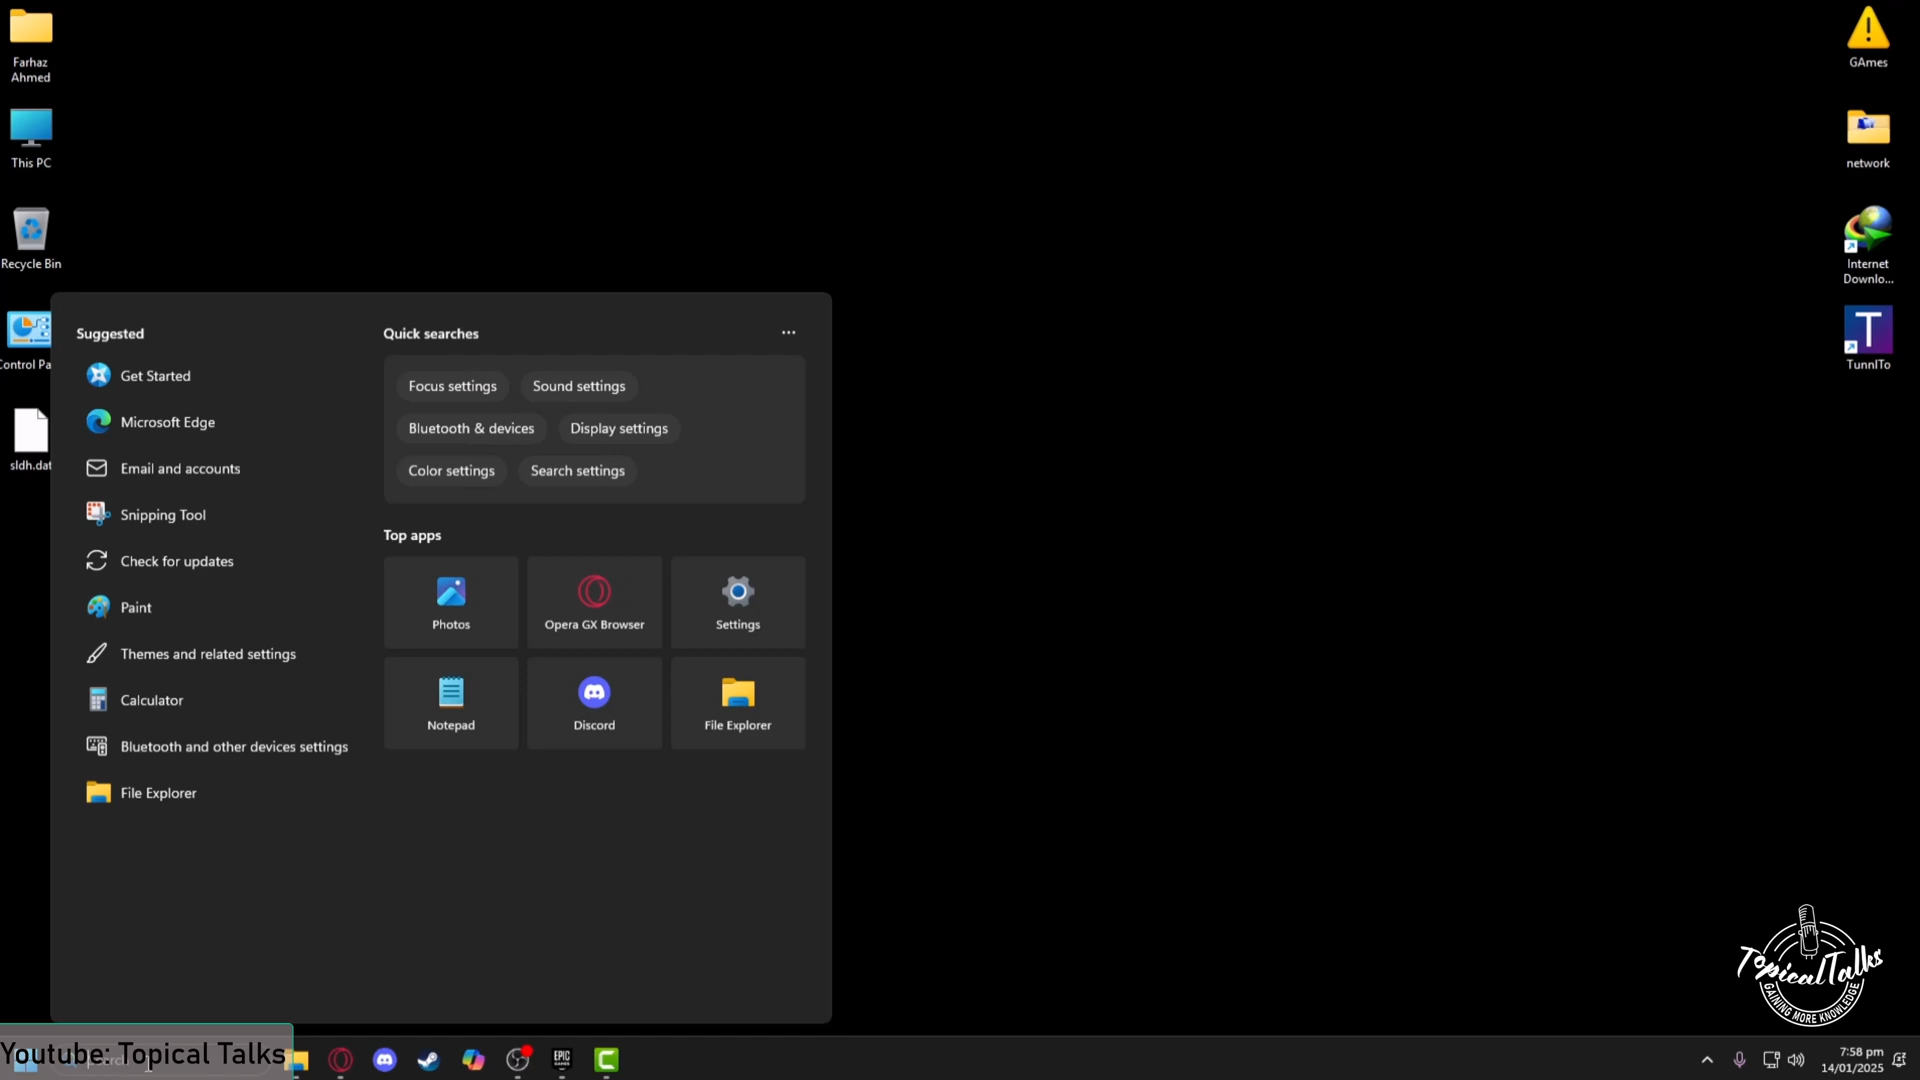 Farhaz
Ahmed
This PC
Recycle Bin
Control Pa
sldh.dat
GAmes
network
Internet
Downlo...
TunnlTo
Suggested
Get Started
Microsoft Edge
Email and accounts
Snipping Tool
Check for updates
Paint
Themes and related settings
Calculator
Bluetooth and other devices settings
File Explorer
Quick searches
Focus settings
Sound settings
Bluetooth & devices
Display settings
Color settings
Search settings
Top apps
Photos
Opera GX Browser
Settings
Notepad
Discord
File Explorer
TopicalTalks
GAINING MORE KNOWLEDGE
Youtube: Topical Talks
EPIC
GAMES
7:58 pm
14/01/2025